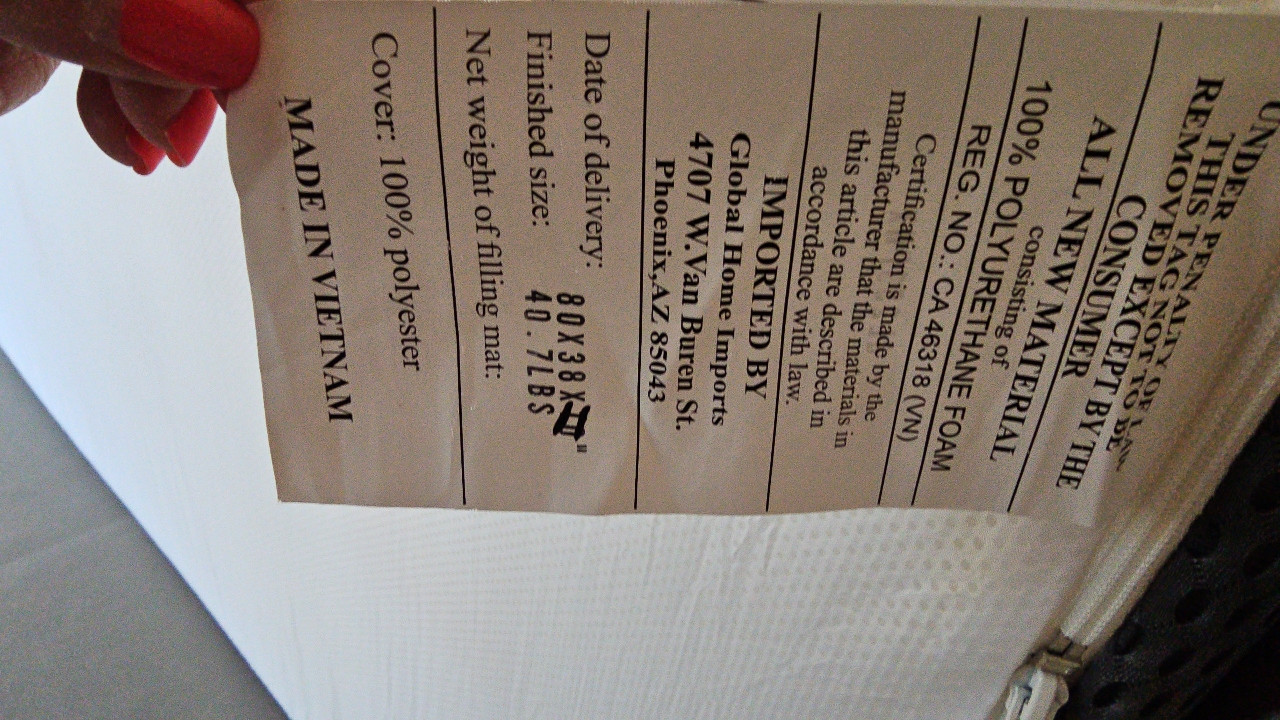 UNDER PENALTY OF LAW
THIS TAG NOT TO BE
REMOVED EXCEPT BY THE
CONSUMER
ALL NEW MATERIAL
consisting of
100% POLYURETHANE FOAM
REG. NO.: CA 46318 (VN)
Certification is made by the
manufacturer that the materials in
this article are described in
accordance with law.
IMPORTED BY
Global Home Imports
4707 W.Van Buren St.
Phoenix,AZ 85043
Date of delivery:
Finished size: 80X38X "
Net weight of filling mat: 40.7LBS
Cover: 100% polyester
MADE IN VIETNAM